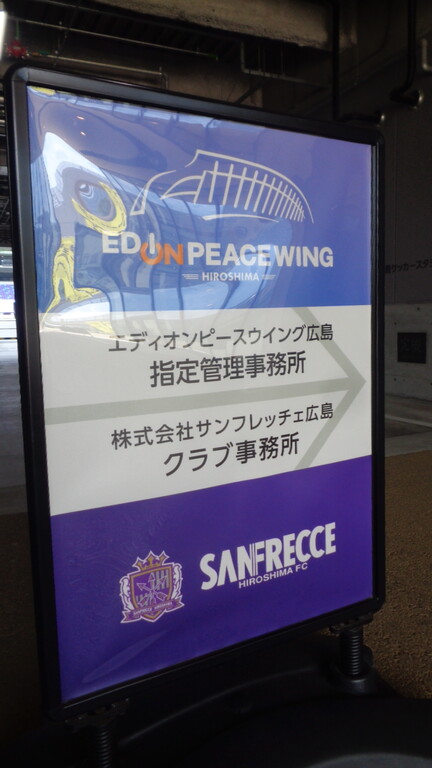 EDION PEACE WING
HIROSHIMA
エディオンピースウイング広島
指定管理事務所
株式会社サンフレッチェ広島
クラブ事務所
SANFRECCE
HIROSHIMA FC